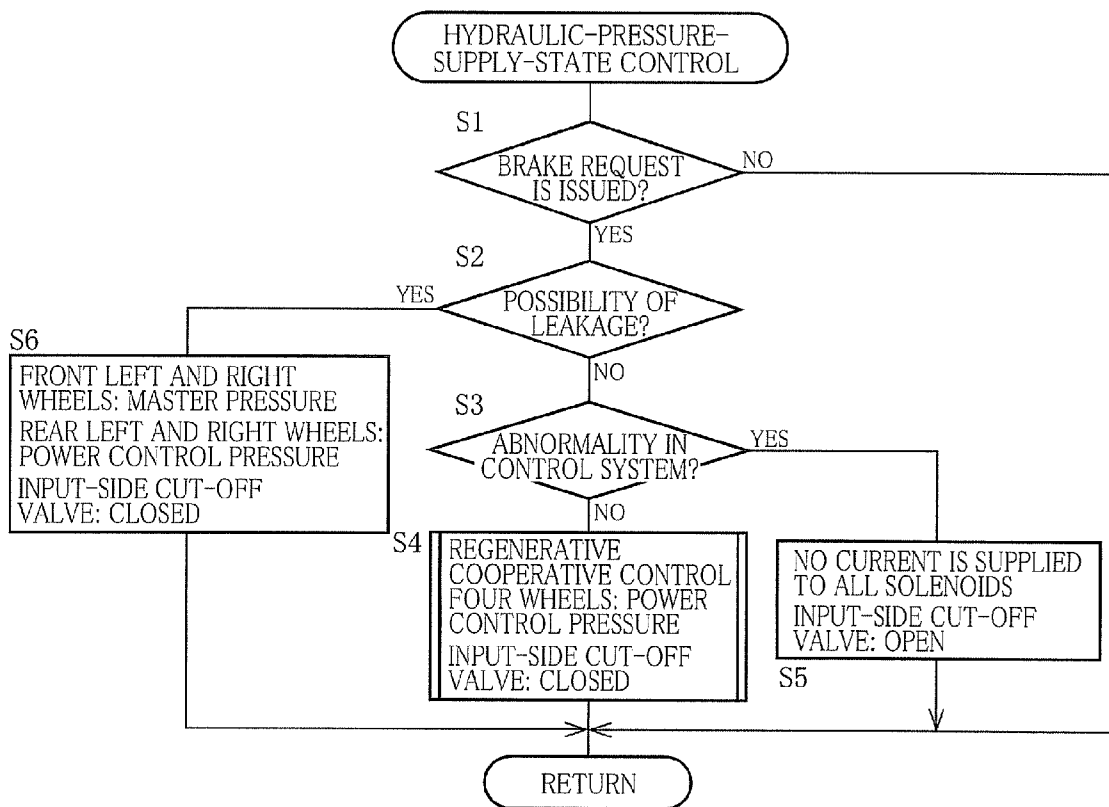 HYDRAULIC-PRESSURE-
SUPPLY-STATE CONTROL
S1
BRAKE REQUEST
IS ISSUED?
NO
YES
S2
POSSIBILITY OF
LEAKAGE?
YES
NO
S6
FRONT LEFT AND RIGHT
WHEELS: MASTER PRESSURE
REAR LEFT AND RIGHT WHEELS:
POWER CONTROL PRESSURE
INPUT-SIDE CUT-OFF
VALVE: CLOSED
S3
ABNORMALITY IN
CONTROL SYSTEM?
YES
NO
S4
REGENERATIVE
COOPERATIVE CONTROL
FOUR WHEELS: POWER
CONTROL PRESSURE
INPUT-SIDE CUT-OFF
VALVE: CLOSED
NO CURRENT IS SUPPLIED
TO ALL SOLENOIDS
INPUT-SIDE CUT-OFF
VALVE: OPEN
S5
RETURN